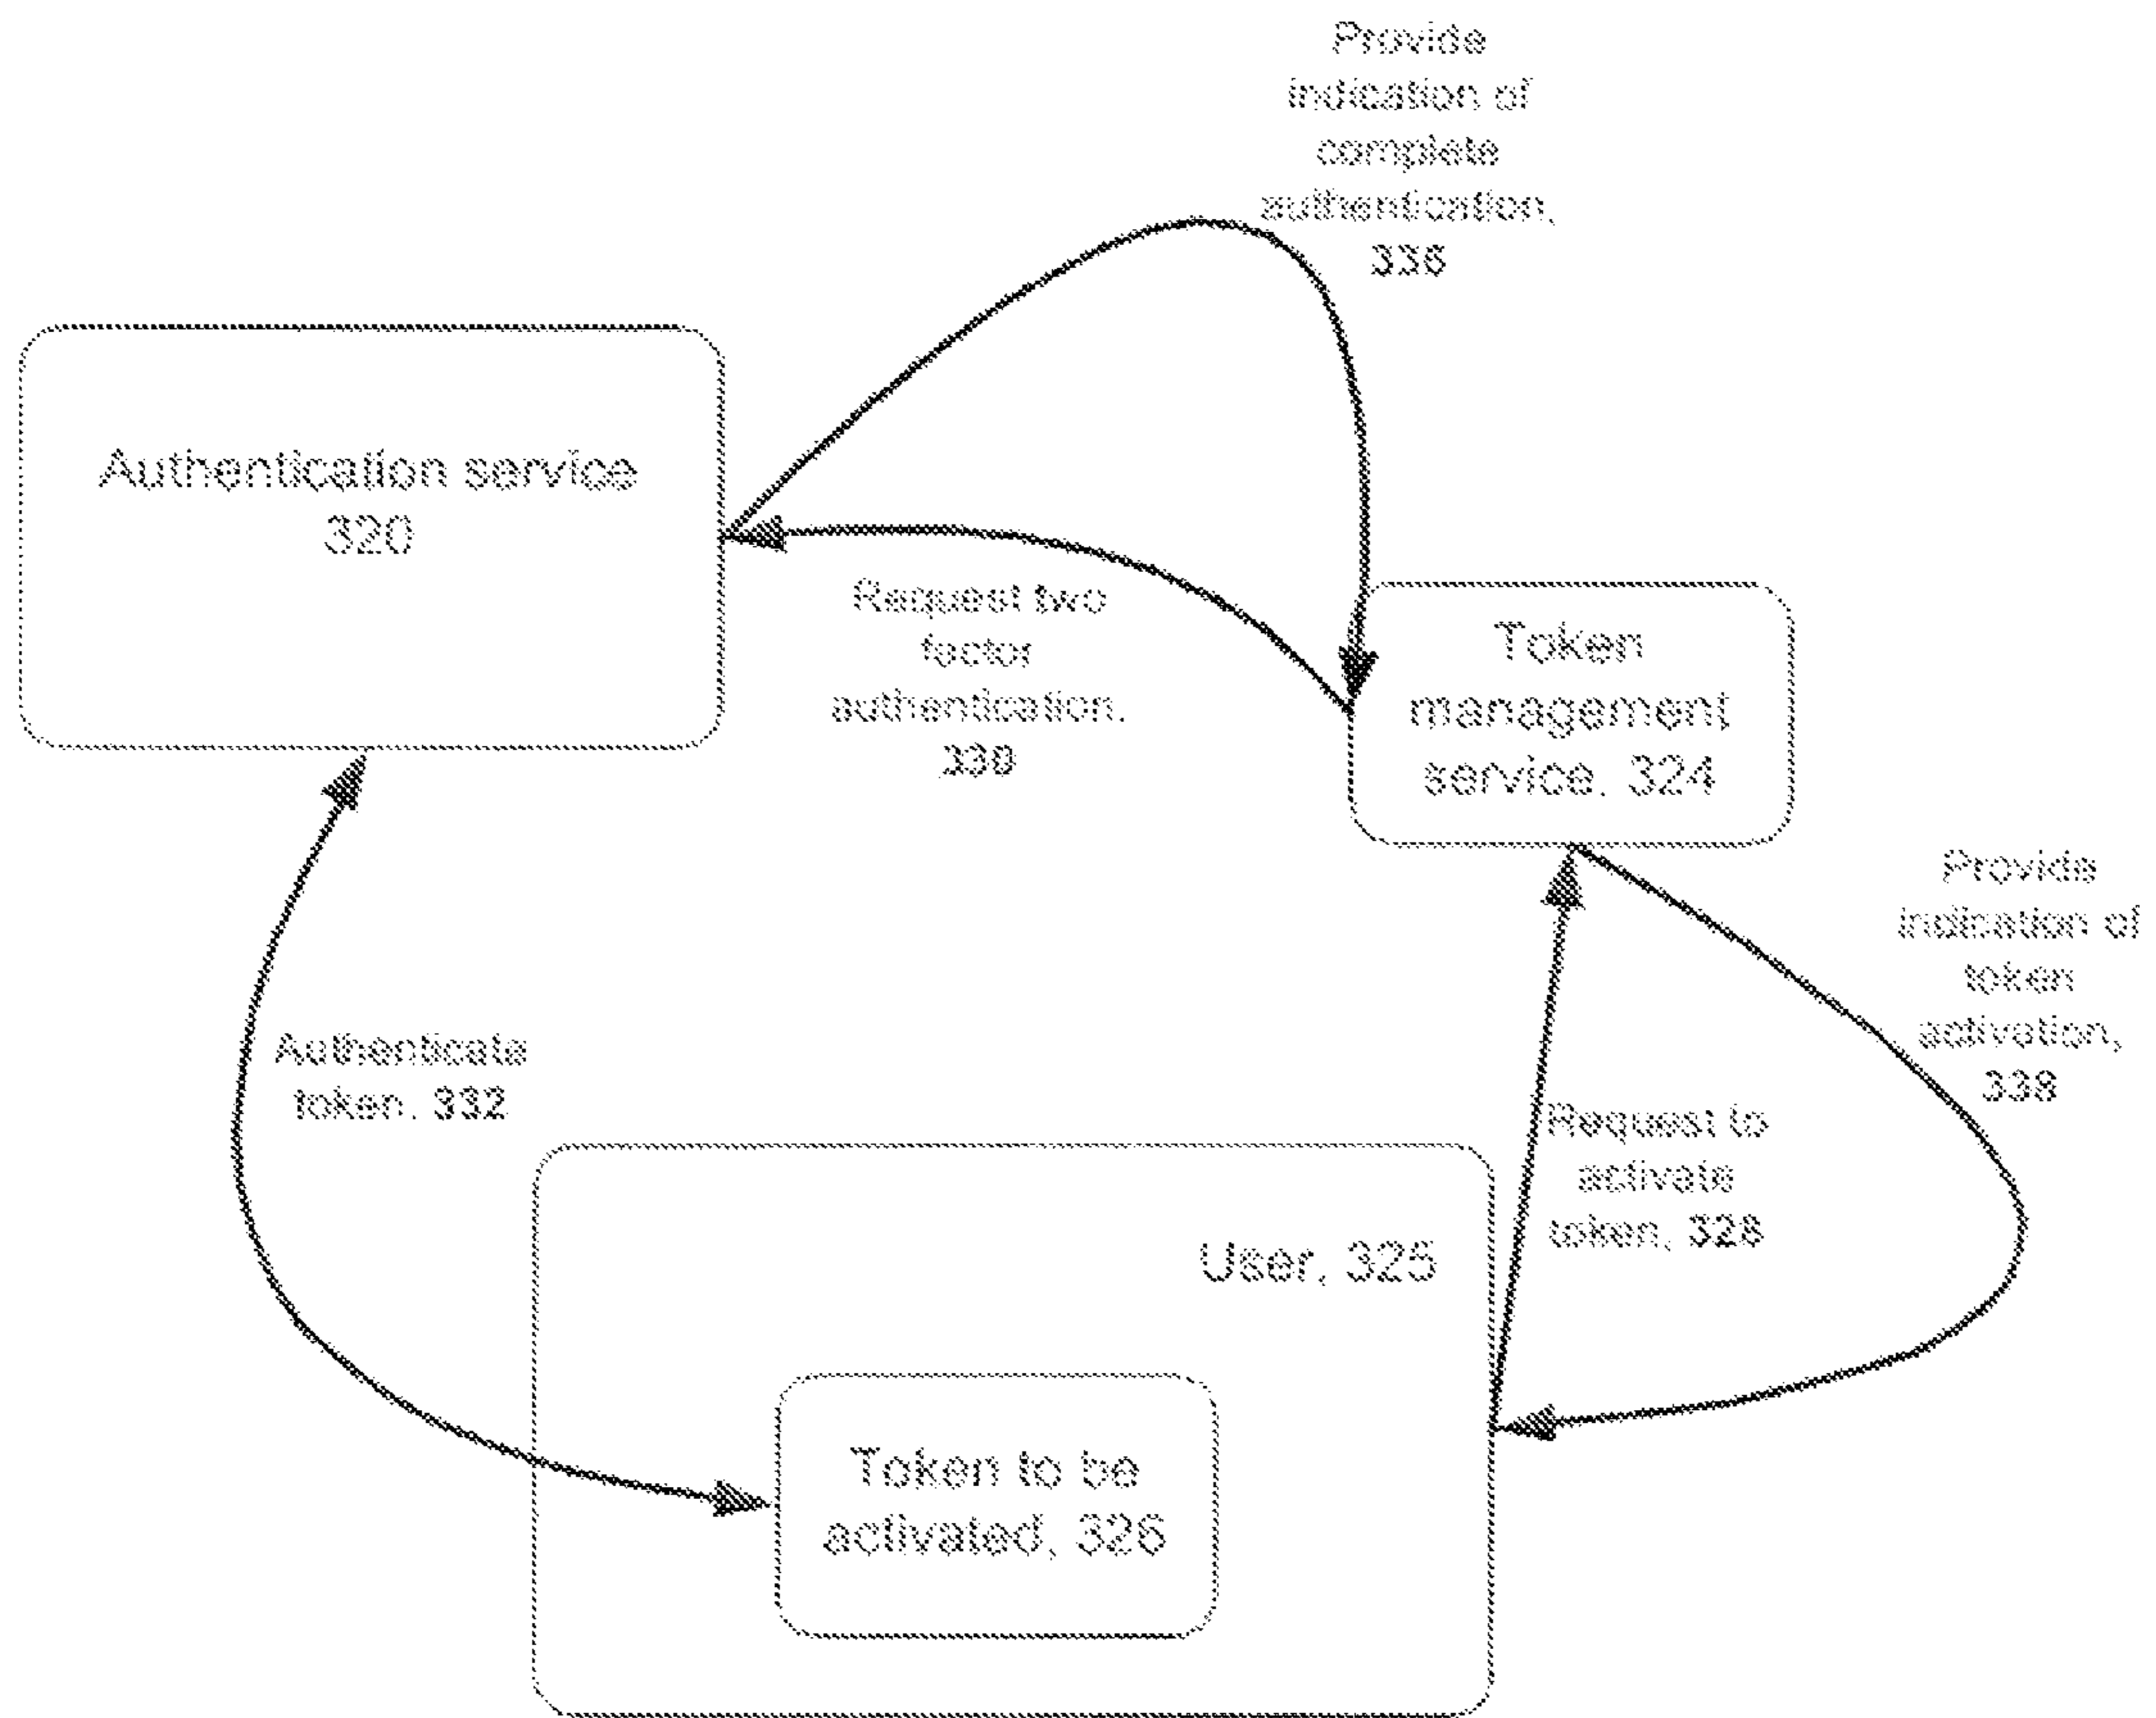 Provide
indication of
complete
authentication,
336
Authentication service
320
Request two
factor
authentication,
330
Token
management
service, 324
Provide
indication of
token
activation,
338
Authenticate
token, 332
Request to
activate
token, 328
User, 325
Token to be
activated, 326